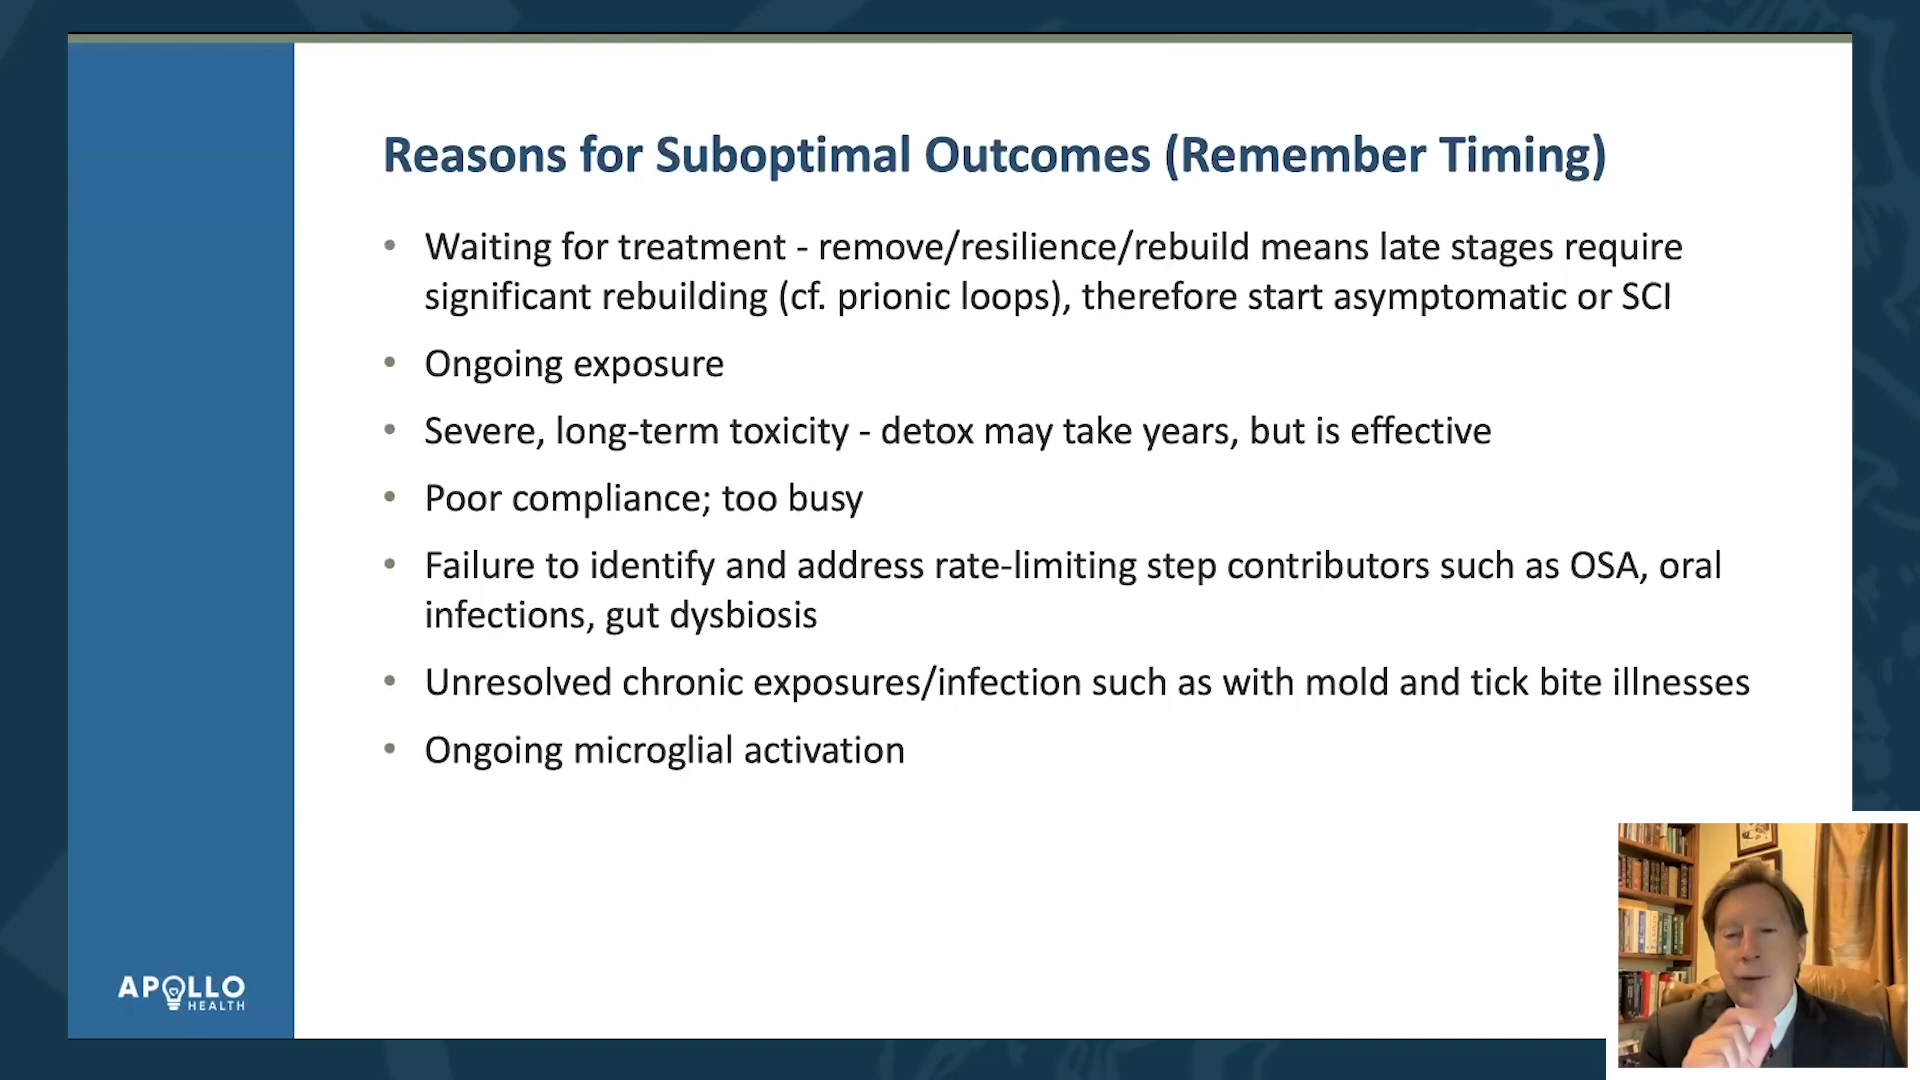 Reasons for Suboptimal Outcomes (Remember Timing)
• Waiting for treatment - remove/resilience/rebuild means late stages require
significant rebuilding (cf. prionic loops), therefore start asymptomatic or SCI
• Ongoing exposure
• Severe, long-term toxicity - detox may take years, but is effective
• Poor compliance; too busy
• Failure to identify and address rate-limiting step contributors such as OSA, oral
infections, gut dysbiosis
• Unresolved chronic exposures/infection such as with mold and tick bite illnesses
• Ongoing microglial activation
APOLLO
HEALTH